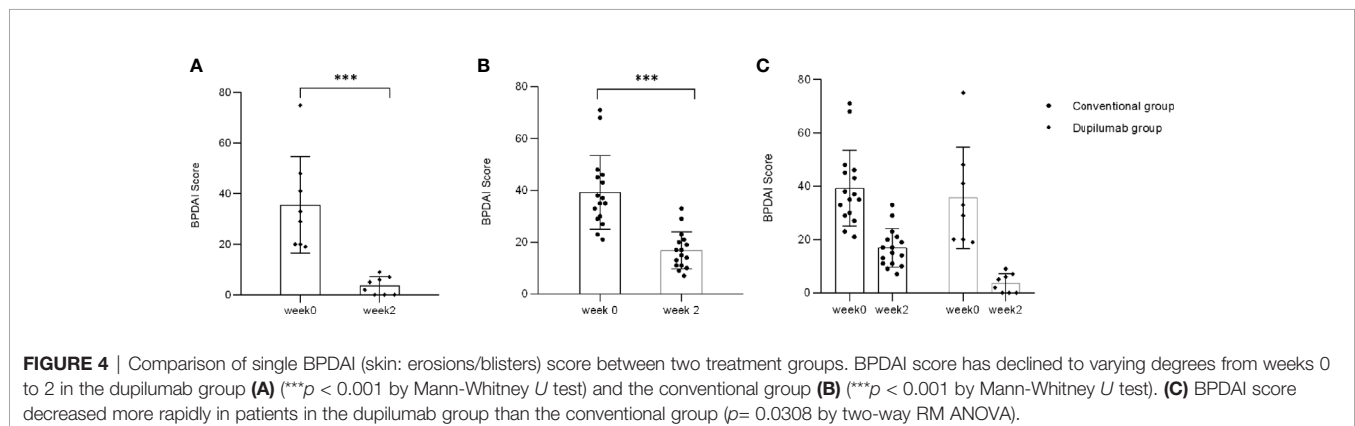 A
***
80
60
40
20
0
BPDAI Score
week0
week2
B
***
80
60
40
20
0
BPDAI Score
week 0
week 2
C
80
60
40
20
0
BPDAI Score
week0
week2
week0
week2
Conventional group
Dupilumab group
FIGURE 4 | Comparison of single BPDAI (skin: erosions/blisters) score between two treatment groups. BPDAI score has declined to varying degrees from weeks 0
to 2 in the dupilumab group (A) (***p < 0.001 by Mann-Whitney U test) and the conventional group (B) (***p < 0.001 by Mann-Whitney U test). (C) BPDAI score
decreased more rapidly in patients in the dupilumab group than the conventional group (p= 0.0308 by two-way RM ANOVA).